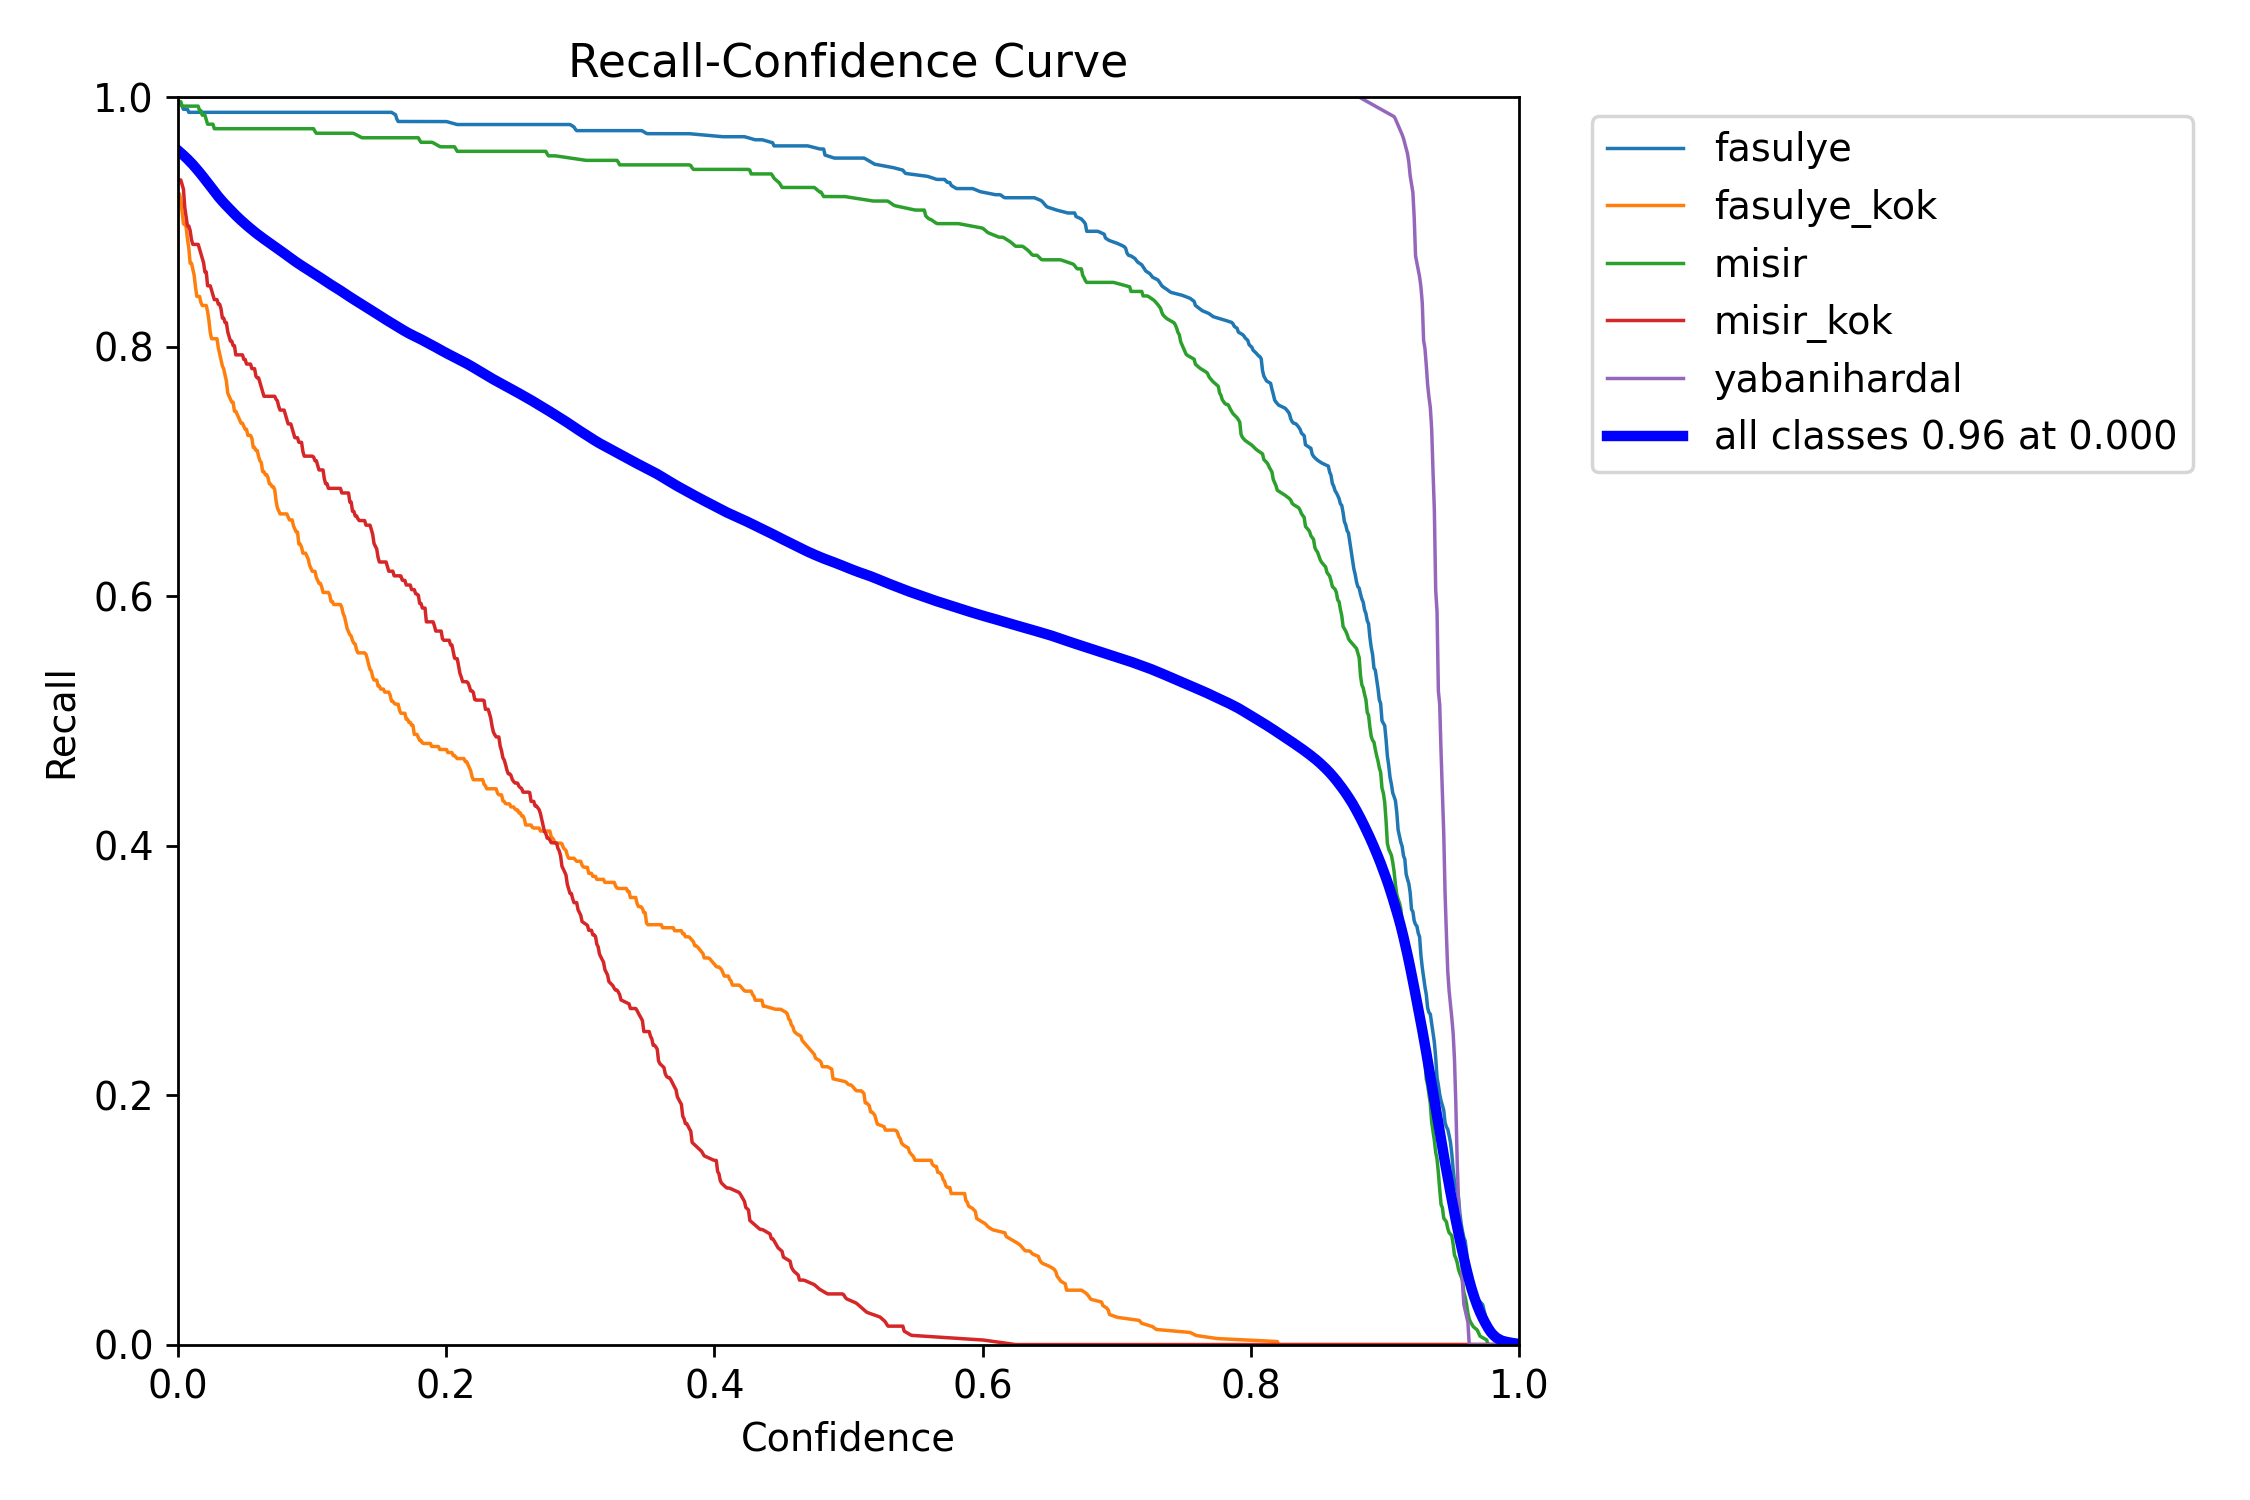 Recall-Confidence Curve
1.0
0.8
0.6
0.4
0.2
0.0
Recall
0.0 0.2 0.4 0.6 0.8 1.0
Confidence
fasulye
fasulye_kok
misir
misir_kok
yabanihardal
all classes 0.96 at 0.000